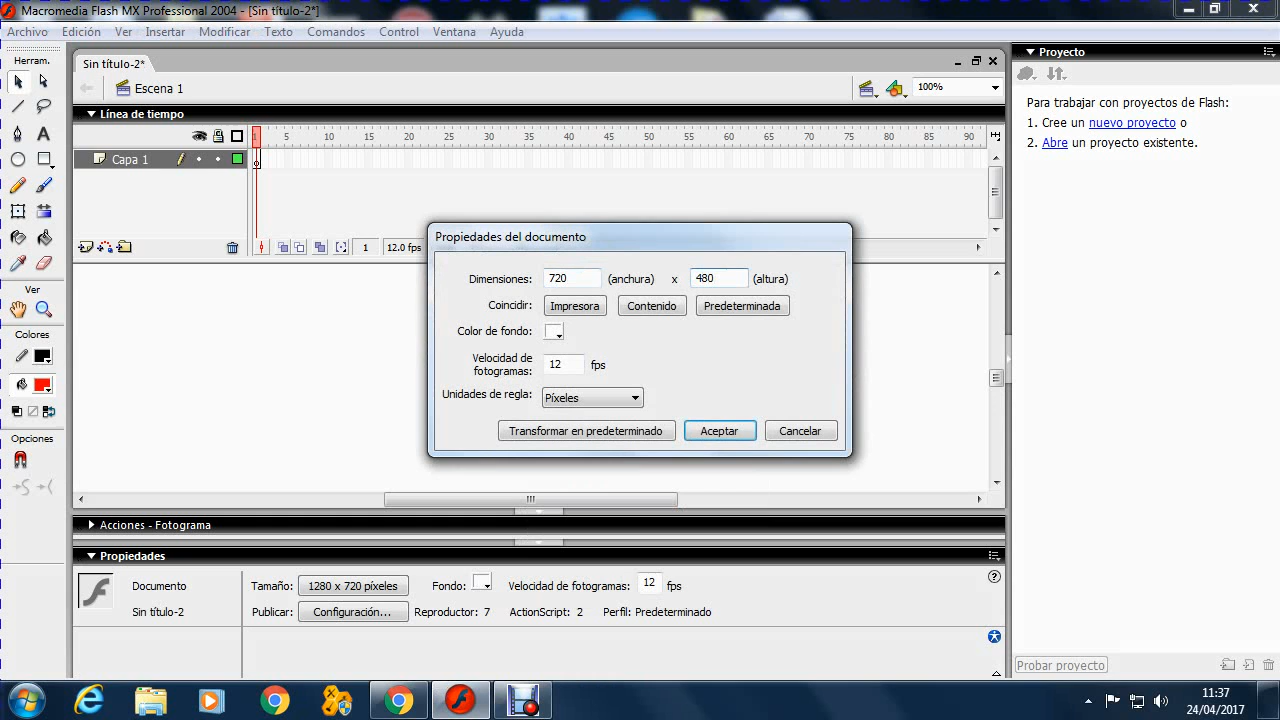 Macromedia Flash MX Professional 2004 - [Sin título-2*]
Archivo Edición Ver Insertar Modificar Texto Comandos Control Ventana Ayuda
Herram.
Sin título-2*
Escena 1
100%
Línea de tiempo
1 5 10 15 20 25 30 35 40 45 50 55 60 65 70 75 80 85 90
Capa 1
1 12.0 fps
Ver
Colores
Opciones
Propiedades del documento
Dimensiones: 720 (anchura) x 480 (altura)
Coincidir: Impresora Contenido Predeterminada
Color de fondo:
Velocidad de
fotogramas: 12 fps
Unidades de regla: Píxeles
Transformar en predeterminado Aceptar Cancelar
Acciones - Fotograma
Propiedades
Documento Tamaño: 1280 x 720 píxeles Fondo: Velocidad de fotogramas: 12 fps
Sin título-2 Publicar: Configuración... Reproductor: 7 ActionScript: 2 Perfil: Predeterminado
Proyecto
Para trabajar con proyectos de Flash:
1. Cree un nuevo proyecto o
2. Abre un proyecto existente.
Probar proyecto
11:37
24/04/2017